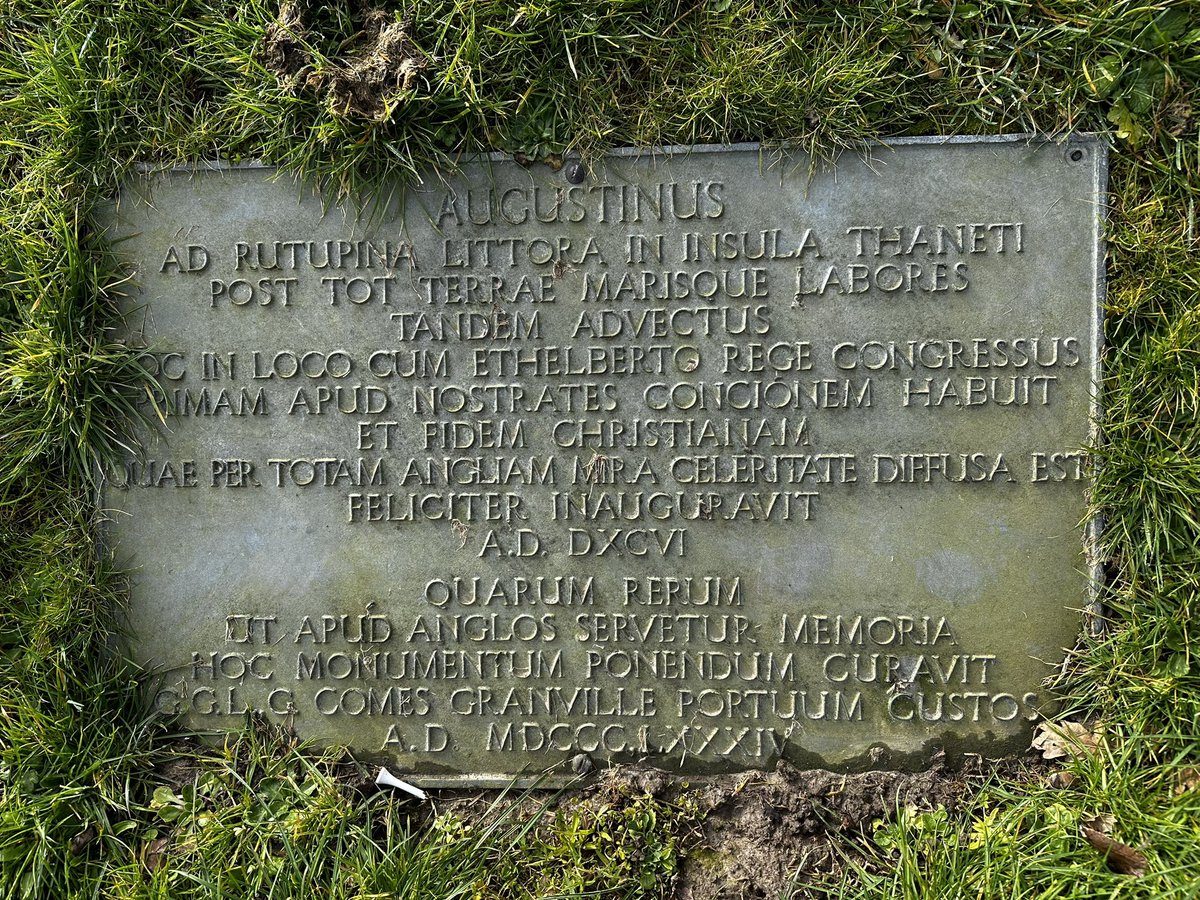 AUGUSTINUS
AD RUTUPINA LITTORA IN INSULA THANETI
POST TOT TERRAE MARISQUE LABORES
TANDEM ADVECTUS
HOC IN LOCO CUM ETHELBERTO REGE CONGRESSUS
PRIMAM APUD NOSTRATES CONCIONEM HABUIT
ET FIDEM CHRISTIANAM
QUAE PER TOTAM ANGLIAM MIRA CELERITATE DIFFUSA EST
FELICITER INAUGURAVIT
A.D. DXCVI
QUARUM RERUM
UT APUD ANGLOS SERVETUR MEMORIA
HOC MONUMENTUM PONENDUM CURAVIT
G.G.L.G. COMES GRANVILLE PORTUUM CUSTOS
A.D. MDCCCLXXXIV